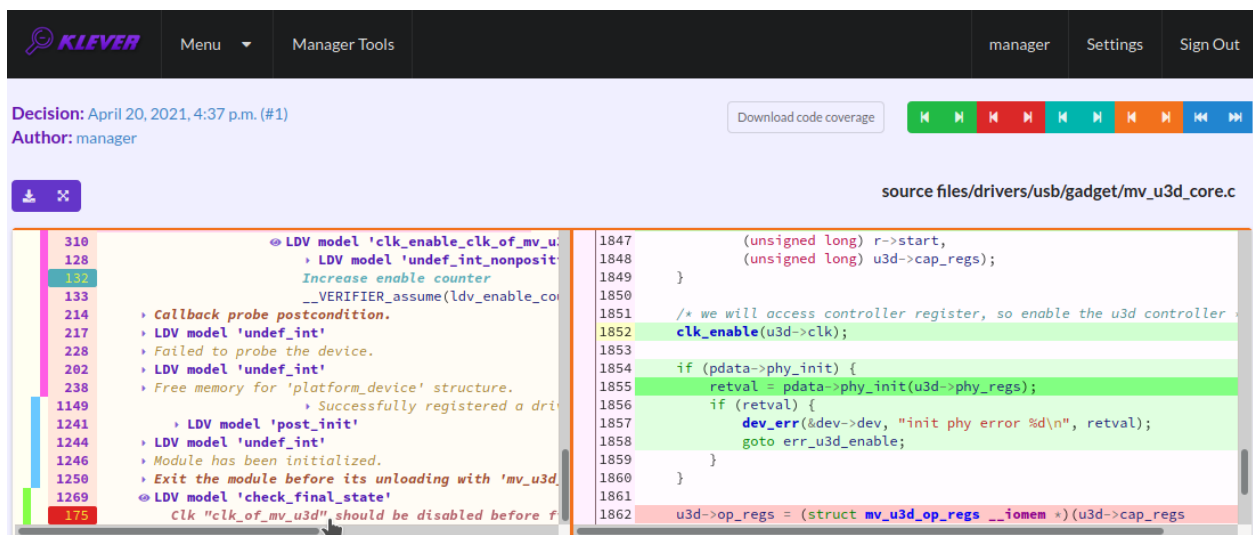 KLEVER Menu Manager Tools manager Settings Sign Out
Decision: April 20, 2021, 4:37 p.m. (#1)
Author: manager
Download code coverage
source files/drivers/usb/gadget/mv_u3d_core.c
310 LDV model 'clk_enable_clk_of_mv_u
128 LDV model 'undef_int_nonposit
132 Increase enable counter
133 __VERIFIER_assume(ldv_enable_co
214 Callback probe postcondition.
217 LDV model 'undef_int'
228 Failed to probe the device.
202 LDV model 'undef_int'
238 Free memory for 'platform_device' structure.
1149 Successfully registered a dri
1241 LDV model 'post_init'
1244 LDV model 'undef_int'
1246 Module has been initialized.
1250 Exit the module before its unloading with 'mv_u3d_
1269 LDV model 'check_final_state'
175 Clk "clk_of_mv_u3d" should be disabled before f
1847 (unsigned long) r->start,
1848 (unsigned long) u3d->cap_regs);
1849 }
1850
1851 /* we will access controller register, so enable the u3d controller
1852 clk_enable(u3d->clk);
1853
1854 if (pdata->phy_init) {
1855 retval = pdata->phy_init(u3d->phy_regs);
1856 if (retval) {
1857 dev_err(&dev->dev, "init phy error %d\n", retval);
1858 goto err_u3d_enable;
1859 }
1860 }
1861
1862 u3d->op_regs = (struct mv_u3d_op_regs __iomem *)(u3d->cap_regs